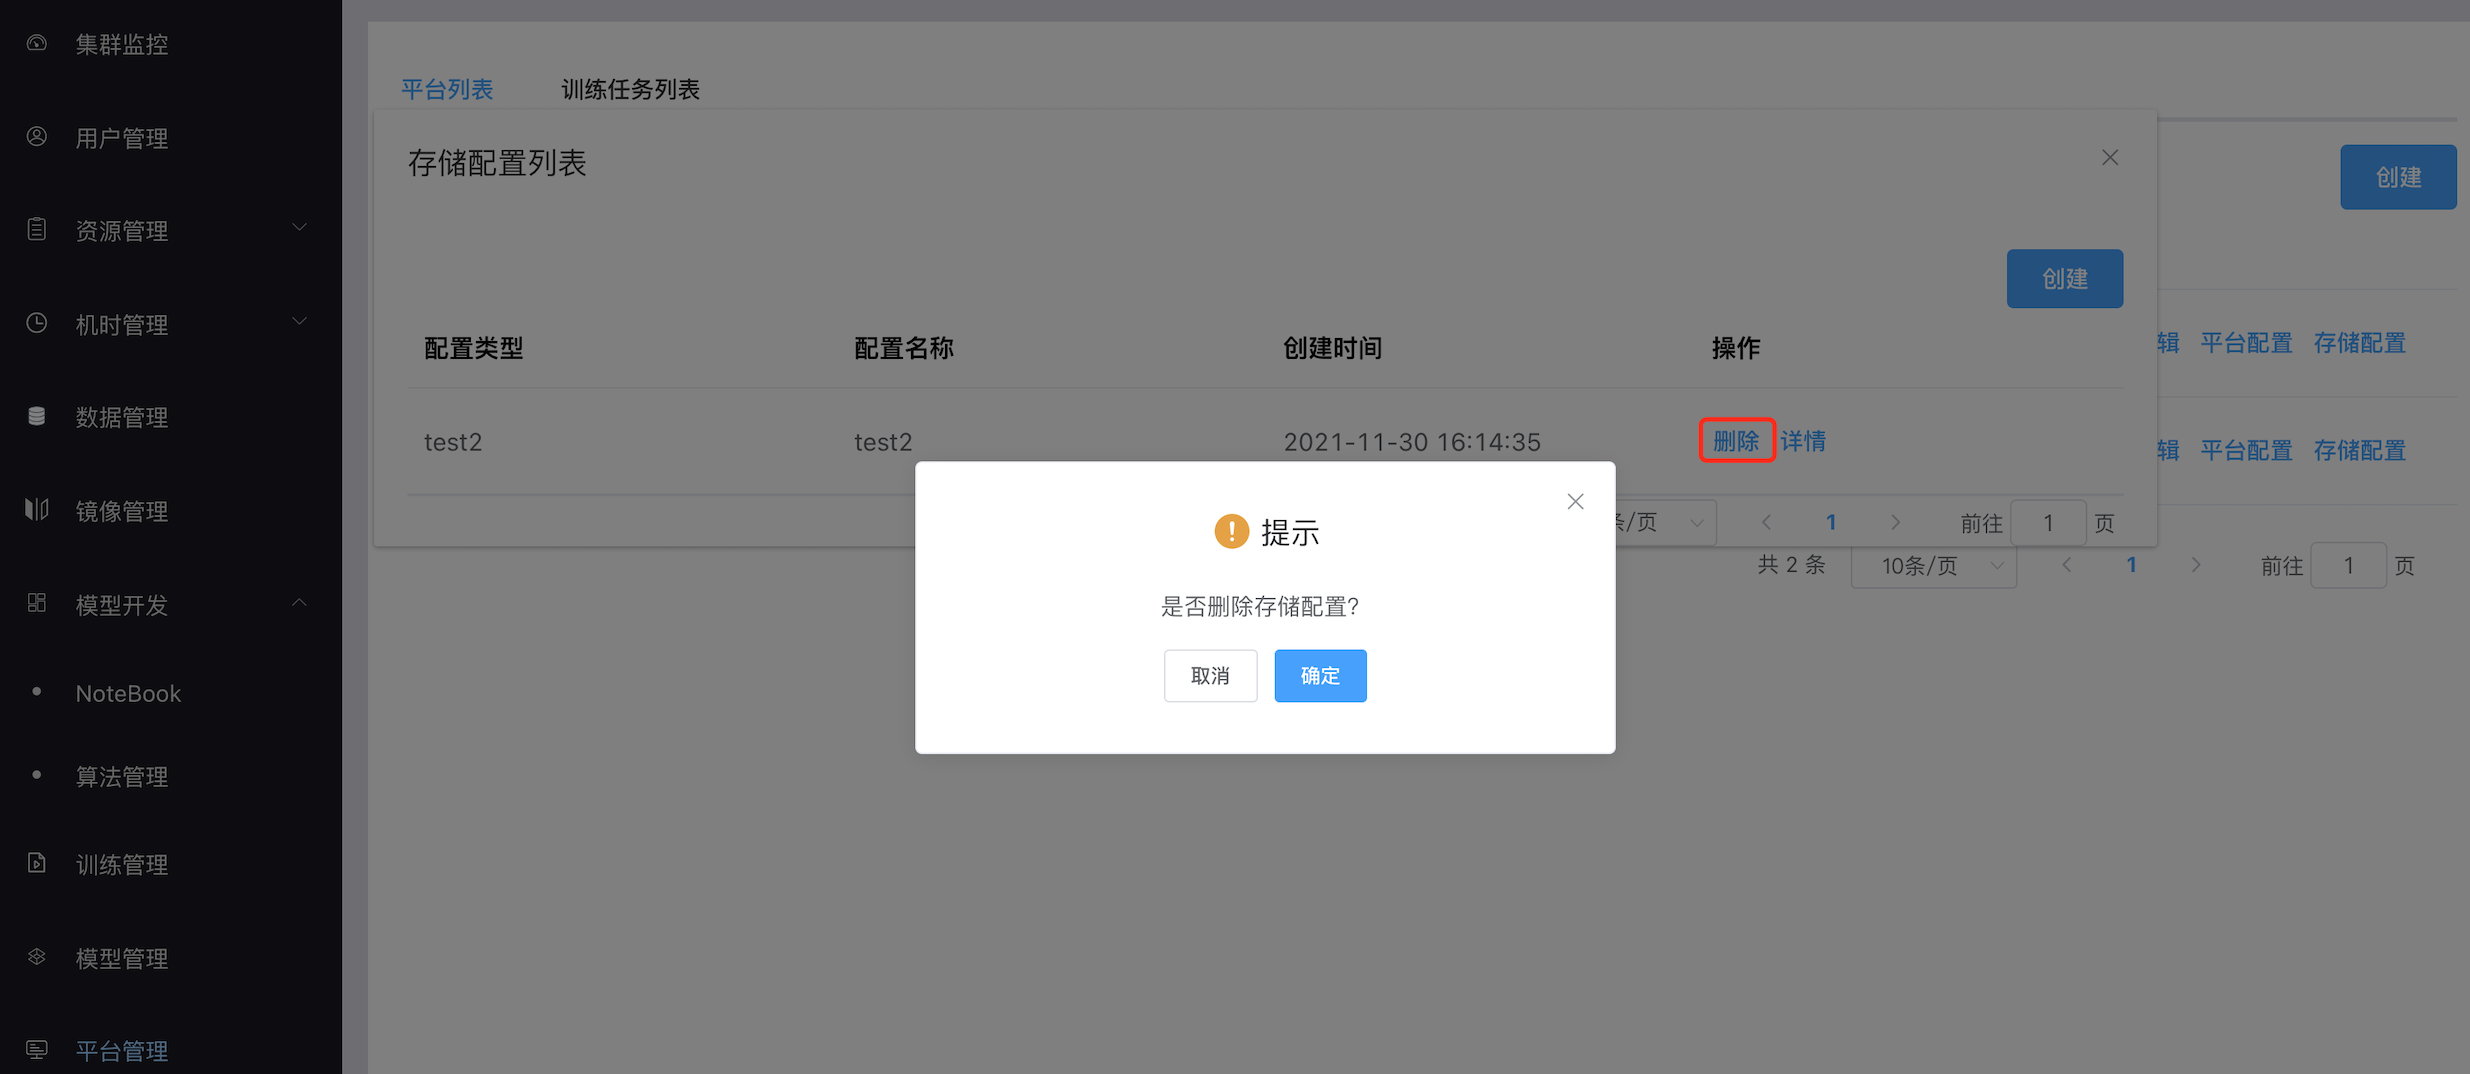 集群监控
用户管理
资源管理
机时管理
数据管理
镜像管理
模型开发
NoteBook
算法管理
训练管理
模型管理
平台管理
平台列表 训练任务列表
创建
存储配置列表
创建
配置类型 配置名称 创建时间 操作
test2 test2 2021-11-30 16:14:35 删除 详情
辑 平台配置 存储配置
辑 平台配置 存储配置
条/页 1 前往 1 页
共 2 条 10条/页 1 前往 1 页
提示
是否删除存储配置?
取消 确定